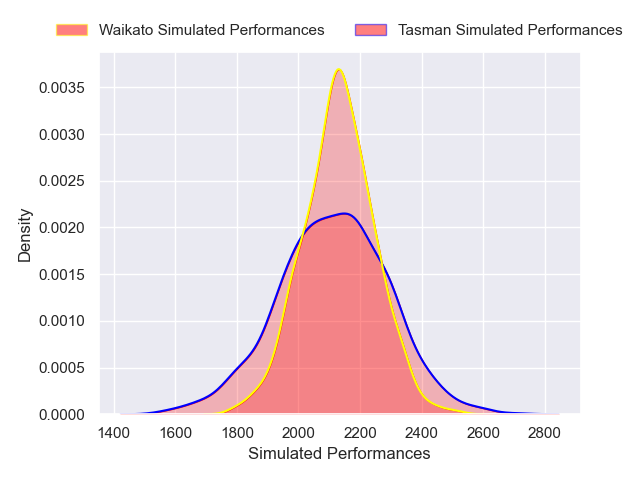 Waikato Simulated Performances Tasman Simulated Performances
0.0035
0.0030
0.0025
0.0020
0.0015
0.0010
0.0005
0.0000
Density
1400 1600 1800 2000 2200 2400 2600 2800
Simulated Performances